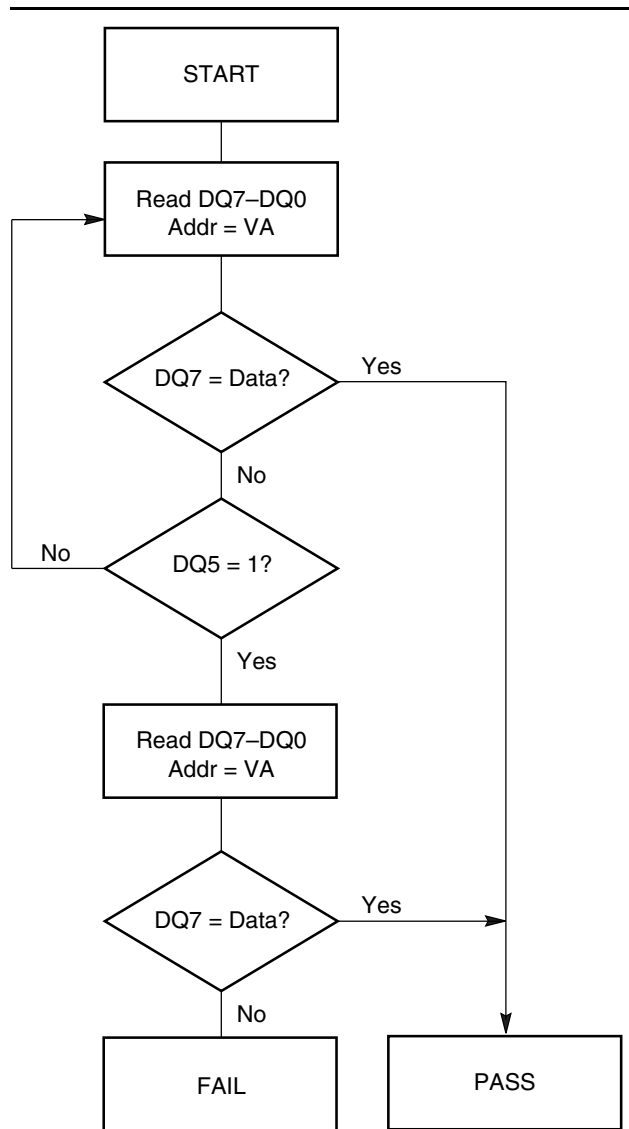 START
Read DQ7–DQ0
Addr = VA
DQ7 = Data?
Yes
No
No
DQ5 = 1?
Yes
Read DQ7–DQ0
Addr = VA
DQ7 = Data?
Yes
No
FAIL
PASS